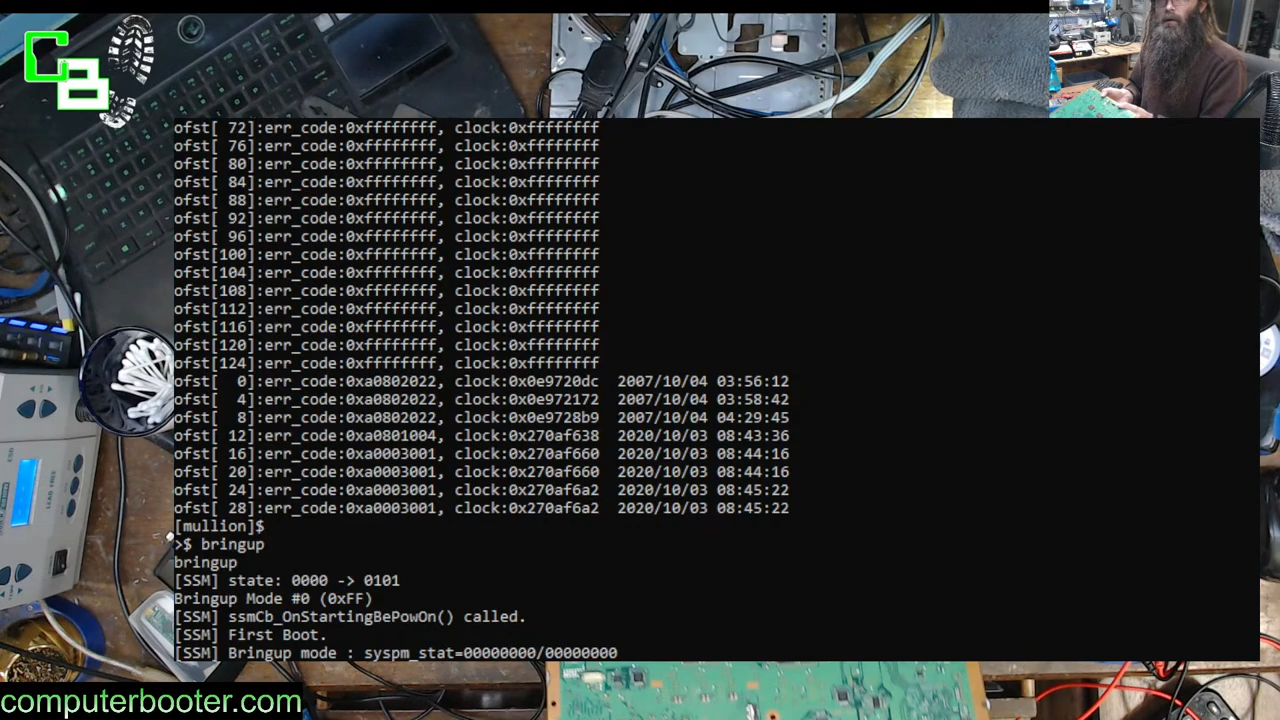 CB
ofst[ 72]:err_code:0xffffffff, clock:0xffffffff
ofst[ 76]:err_code:0xffffffff, clock:0xffffffff
ofst[ 80]:err_code:0xffffffff, clock:0xffffffff
ofst[ 84]:err_code:0xffffffff, clock:0xffffffff
ofst[ 88]:err_code:0xffffffff, clock:0xffffffff
ofst[ 92]:err_code:0xffffffff, clock:0xffffffff
ofst[ 96]:err_code:0xffffffff, clock:0xffffffff
ofst[100]:err_code:0xffffffff, clock:0xffffffff
ofst[104]:err_code:0xffffffff, clock:0xffffffff
ofst[108]:err_code:0xffffffff, clock:0xffffffff
ofst[112]:err_code:0xffffffff, clock:0xffffffff
ofst[116]:err_code:0xffffffff, clock:0xffffffff
ofst[120]:err_code:0xffffffff, clock:0xffffffff
ofst[124]:err_code:0xffffffff, clock:0xffffffff
ofst[  0]:err_code:0xa0802022, clock:0x0e9720dc  2007/10/04 03:56:12
ofst[  4]:err_code:0xa0802022, clock:0x0e972172  2007/10/04 03:58:42
ofst[  8]:err_code:0xa0802022, clock:0x0e9728b9  2007/10/04 04:29:45
ofst[ 12]:err_code:0xa0801004, clock:0x270af638  2020/10/03 08:43:36
ofst[ 16]:err_code:0xa0003001, clock:0x270af660  2020/10/03 08:44:16
ofst[ 20]:err_code:0xa0003001, clock:0x270af660  2020/10/03 08:44:16
ofst[ 24]:err_code:0xa0003001, clock:0x270af6a2  2020/10/03 08:45:22
ofst[ 28]:err_code:0xa0003001, clock:0x270af6a2  2020/10/03 08:45:22
[mullion]$
>$ bringup
bringup
[SSM] state: 0000 -> 0101
Bringup Mode #0 (0xFF)
[SSM] ssmCb_OnStartingBePowOn() called.
[SSM] First Boot.
[SSM] Bringup mode : syspm_stat=00000000/00000000
computerbooter.com